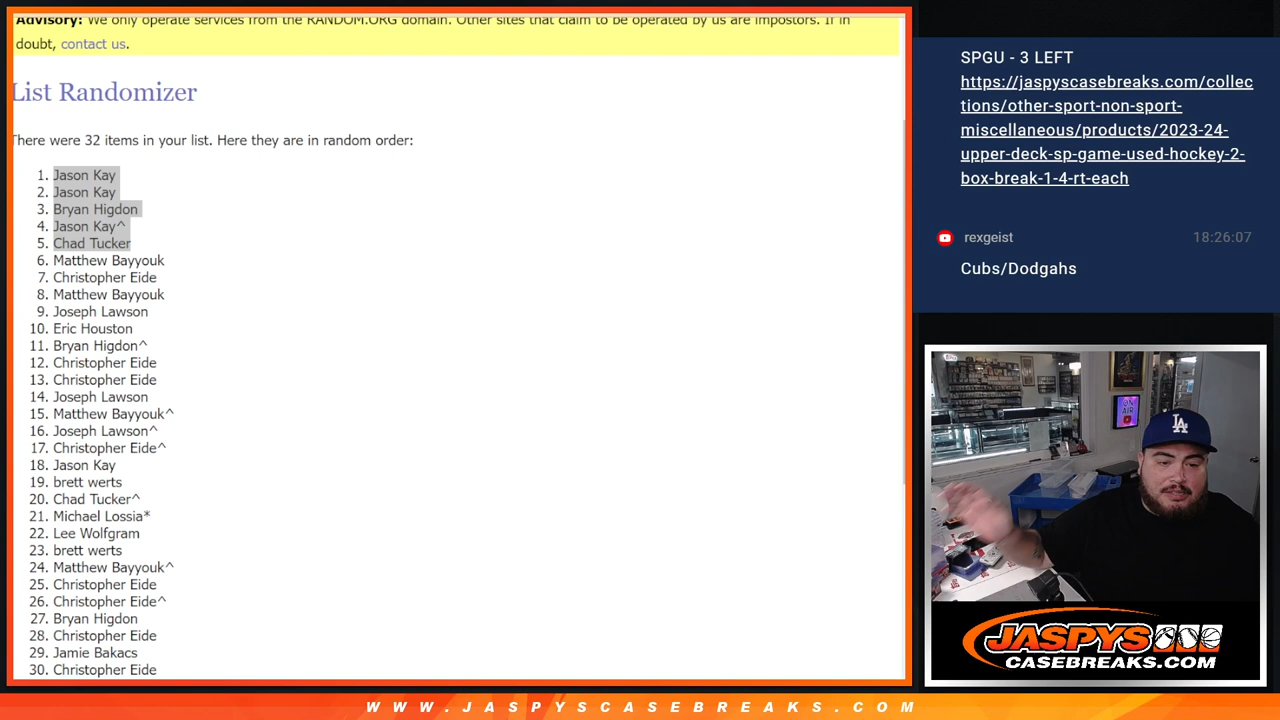 Advisory: We only operate services from the RANDOM.ORG domain. Other sites that claim to be operated by us are impostors. If in
doubt, contact us.
List Randomizer
There were 32 items in your list. Here they are in random order:
1. Jason Kay
2. Jason Kay
3. Bryan Higdon
4. Jason Kay^
5. Chad Tucker
6. Matthew Bayyouk
7. Christopher Eide
8. Matthew Bayyouk
9. Joseph Lawson
10. Eric Houston
11. Bryan Higdon^
12. Christopher Eide
13. Christopher Eide
14. Joseph Lawson
15. Matthew Bayyouk^
16. Joseph Lawson^
17. Christopher Eide^
18. Jason Kay
19. brett werts
20. Chad Tucker^
21. Michael Lossia*
22. Lee Wolfgram
23. brett werts
24. Matthew Bayyouk^
25. Christopher Eide
26. Christopher Eide^
27. Bryan Higdon
28. Christopher Eide
29. Jamie Bakacs
30. Christopher Eide
SPGU - 3 LEFT
https://jaspyscasebreaks.com/collec
tions/other-sport-non-sport-
miscellaneous/products/2023-24-
upper-deck-sp-game-used-hockey-2-
box-break-1-4-rt-each
rexgeist 18:26:07
Cubs/Dodgahs
ON
AIR
LA
JASPYS
CASEBREAKS.COM
WWW.JASPYSCASEBREAKS.COM